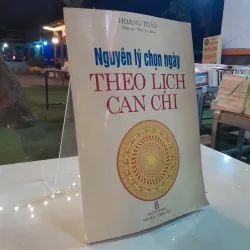 HOÀNG TUẤN
Nguyên lý chọn ngày
THEO LỊCH
CAN CHI